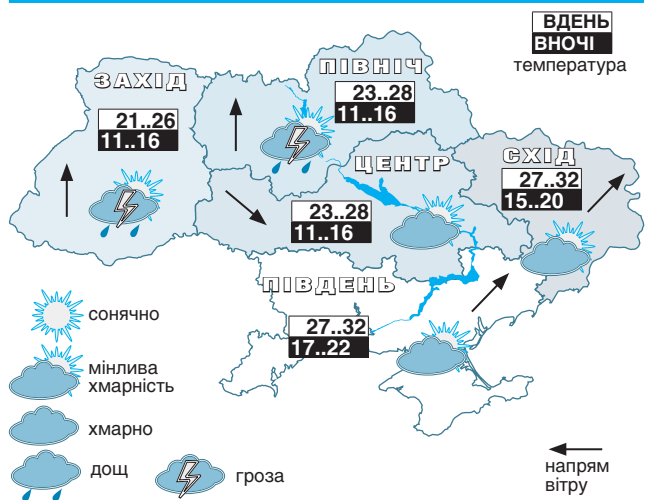 ВДЕНЬ
ВНОЧІ
температура
ПІВНІЧ
23..28
11..16
ЗАХІД
21..26
11..16
ЦЕНТР
23..28
11..16
СХІД
27..32
15..20
ПІВДЕНЬ
27..32
17..22
сонячно
мінлива
хмарність
хмарно
дощ
гроза
напрям
вітру